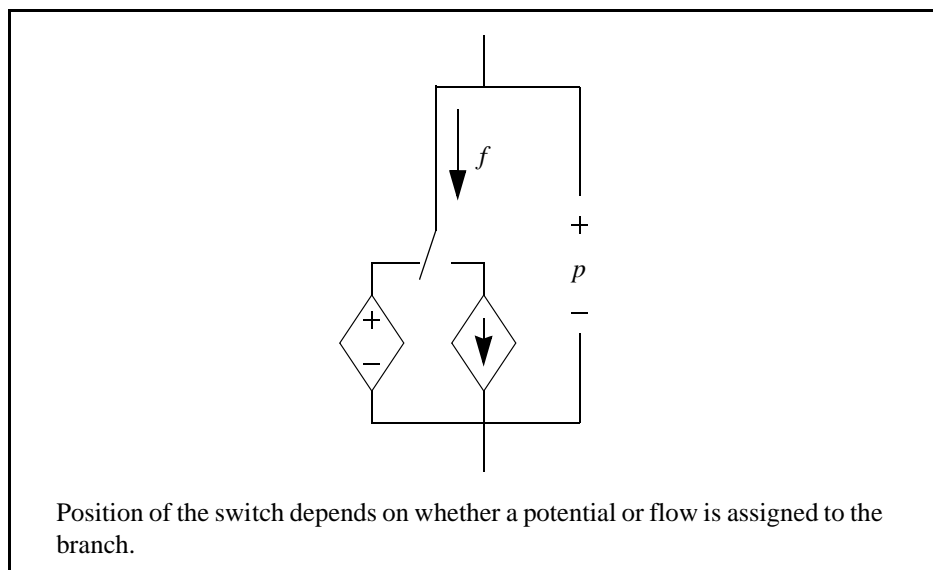 f
+
p
−
+
−
Position of the switch depends on whether a potential or flow is assigned to the
branch.